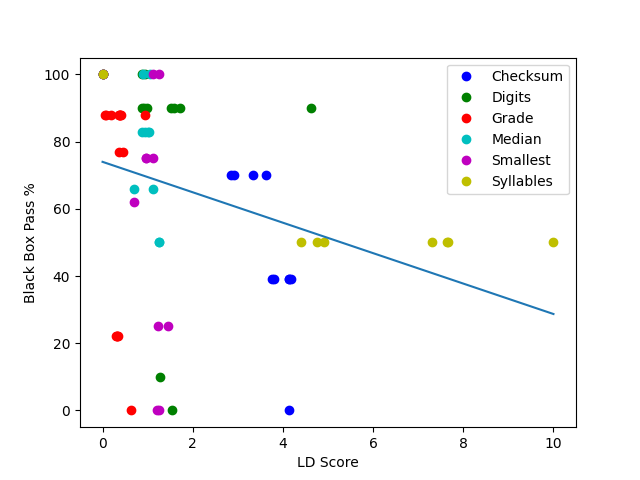 100
80
60
40
20
0
Black Box Pass %
0 2 4 6 8 10
LD Score
Checksum
Digits
Grade
Median
Smallest
Syllables